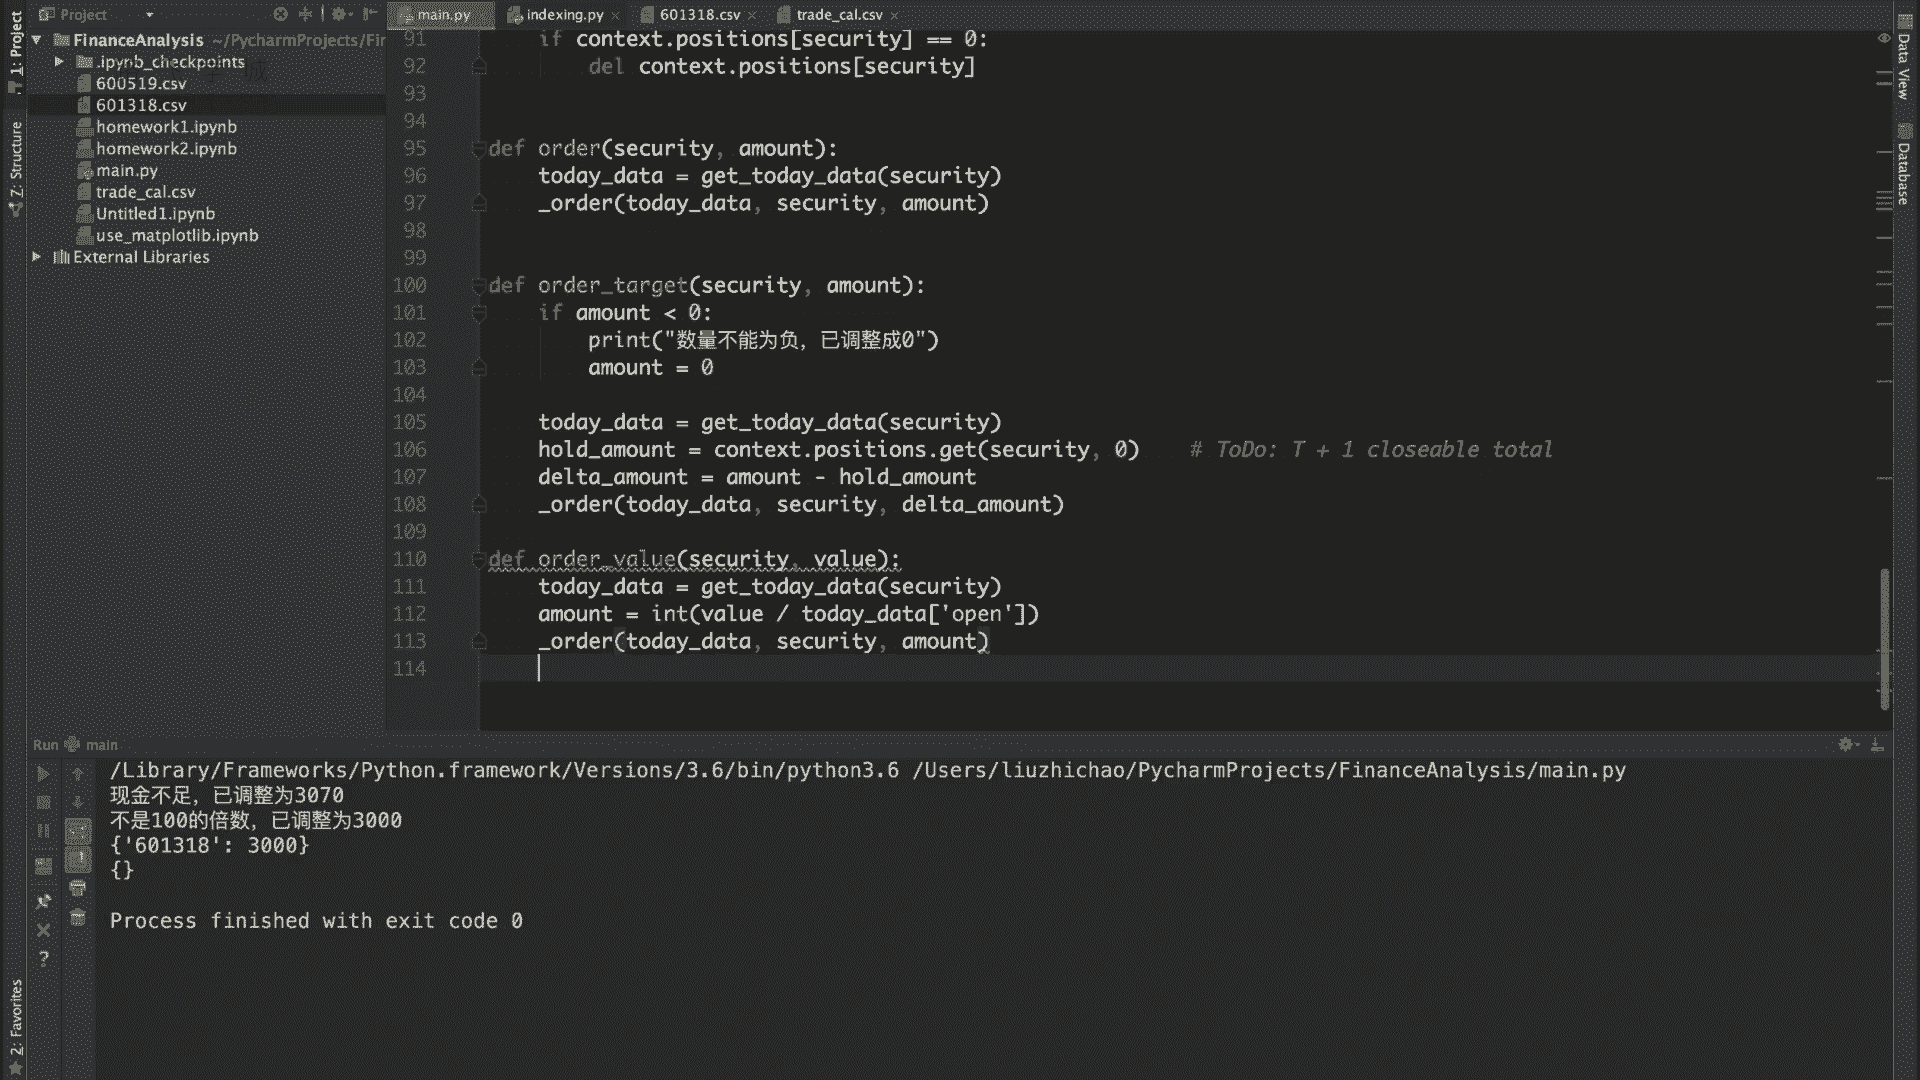 Project
main.py
indexing.py
601318.csv
trade_cal.csv
1: Project
FinanceAnalysis ~/PycharmProjects/Fir
.ipynb_checkpoints
600519.csv
601318.csv
homework1.ipynb
homework2.ipynb
main.py
trade_cal.csv
Untitled1.ipynb
use_matplotlib.ipynb
External Libraries
7: Structure
2: Favorites
Data View
Database
91 if context.positions[security] == 0:
92 del context.positions[security]
93
94
95 def order(security, amount):
96 today_data = get_today_data(security)
97 _order(today_data, security, amount)
98
99
100 def order_target(security, amount):
101 if amount < 0:
102 print("数量不能为负，已调整成0")
103 amount = 0
104
105 today_data = get_today_data(security)
106 hold_amount = context.positions.get(security, 0) # ToDo: T + 1 closeable total
107 delta_amount = amount - hold_amount
108 _order(today_data, security, delta_amount)
109
110 def order_value(security, value):
111 today_data = get_today_data(security)
112 amount = int(value / today_data['open'])
113 _order(today_data, security, amount)
114
Run main
/Library/Frameworks/Python.framework/Versions/3.6/bin/python3.6 /Users/liuzhichao/PycharmProjects/FinanceAnalysis/main.py
现金不足，已调整为3070
不是100的倍数，已调整为3000
{'601318': 3000}
{}
Process finished with exit code 0